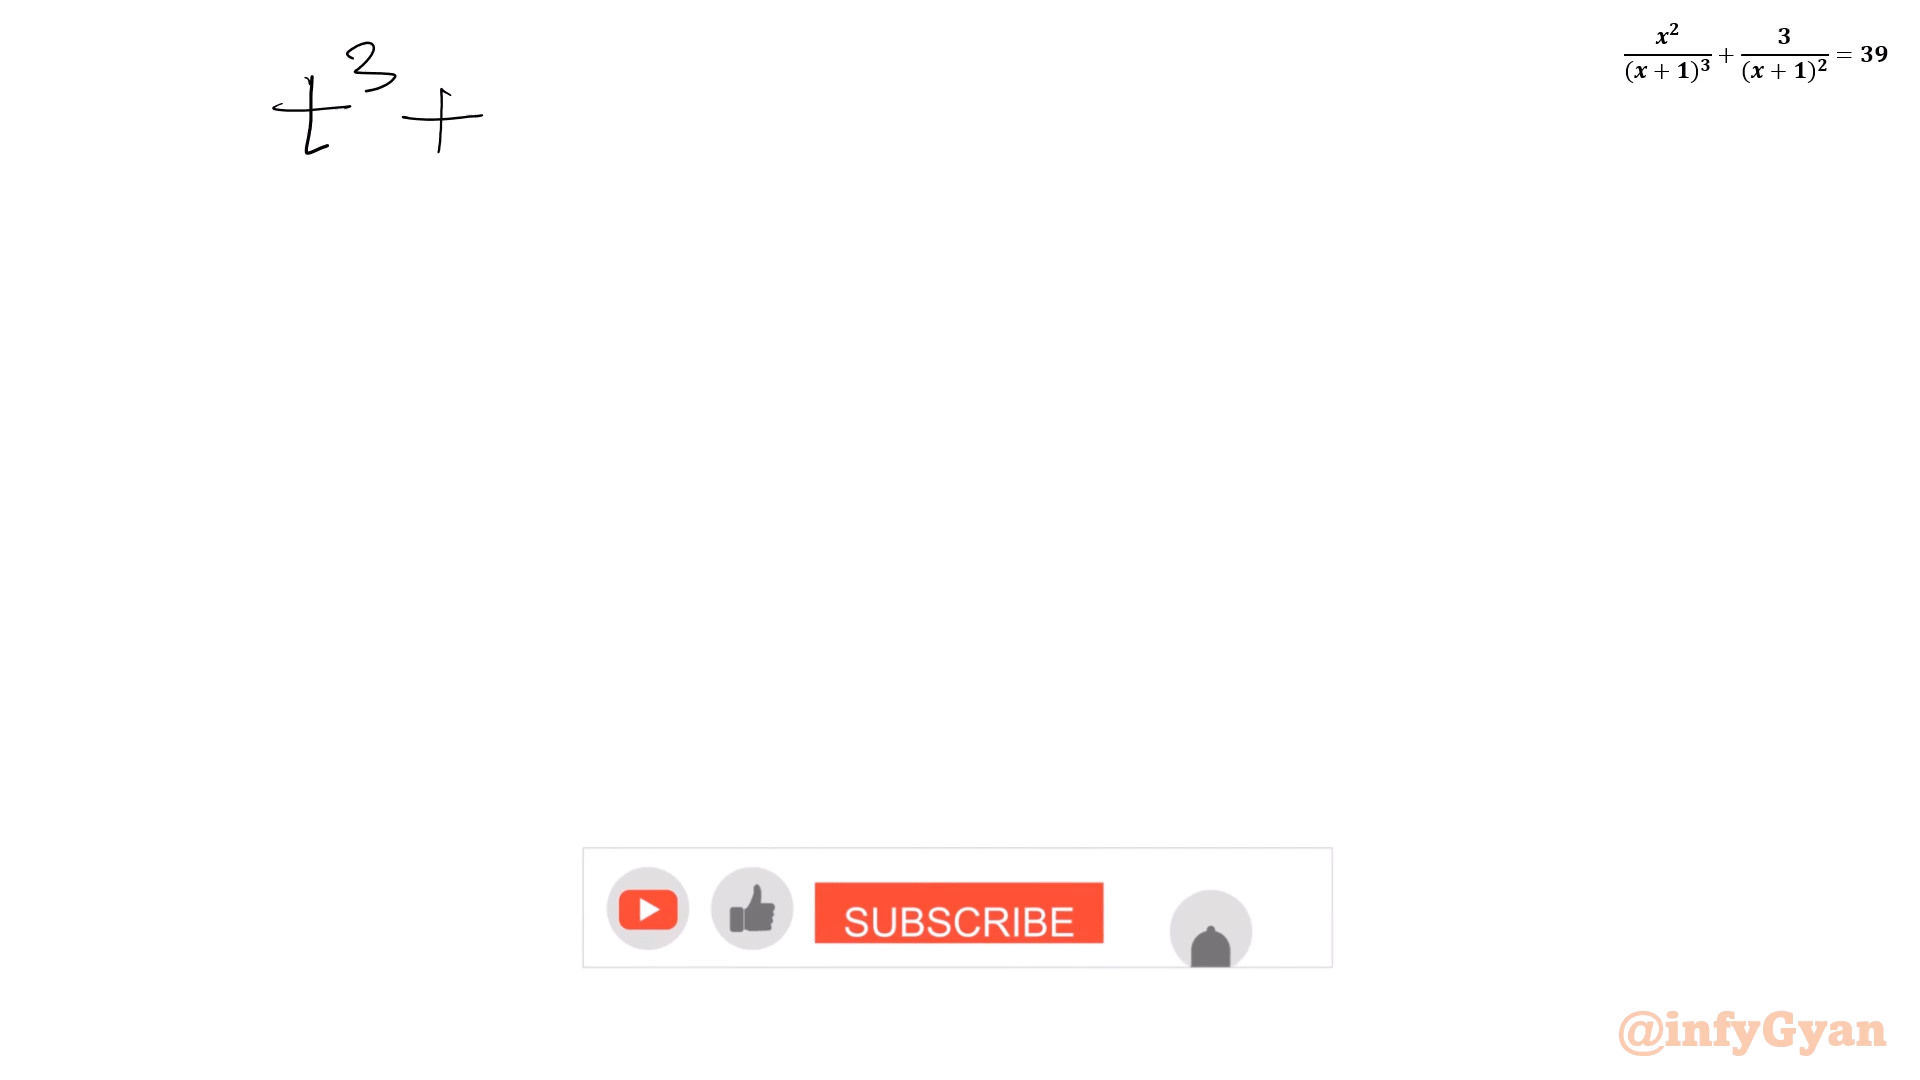 t³ +
x²/(x + 1)³ + 3/(x + 1)² = 39
SUBSCRIBE
@infyGyan